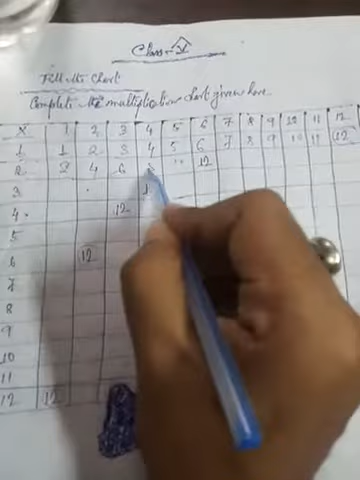 Class-V
Fill the Chart
Complete the multiplication chart given here.
X 1 2 3 4 5 6 7 8 9 10 11 12
1 1 2 3 4 5 6 7 8 9 10 11 12
2 2 4 6 12
3
4 12
5
6 12
7
8
9
10
11
12 12